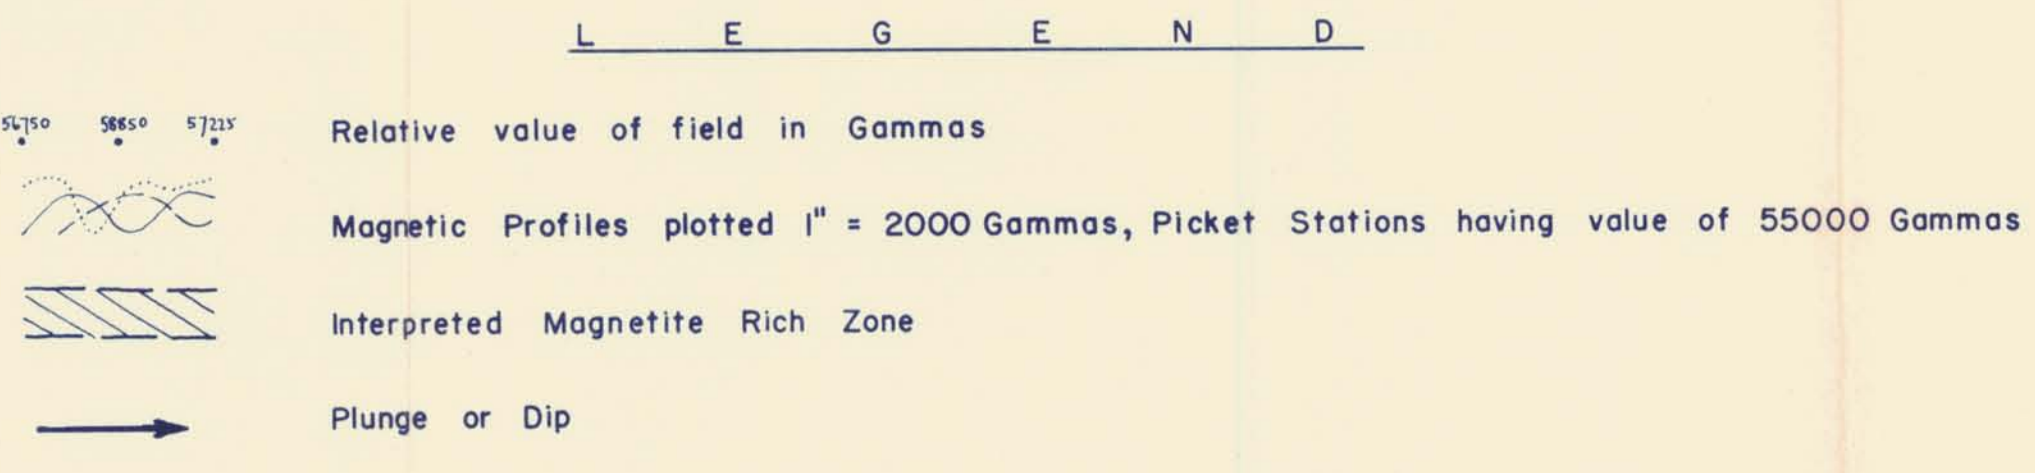 L E G E N D
56750 58850 57225 Relative value of field in Gammas
Magnetic Profiles plotted 1" = 2000 Gammas, Picket Stations having value of 55000 Gammas
Interpreted Magnetite Rich Zone
Plunge or Dip